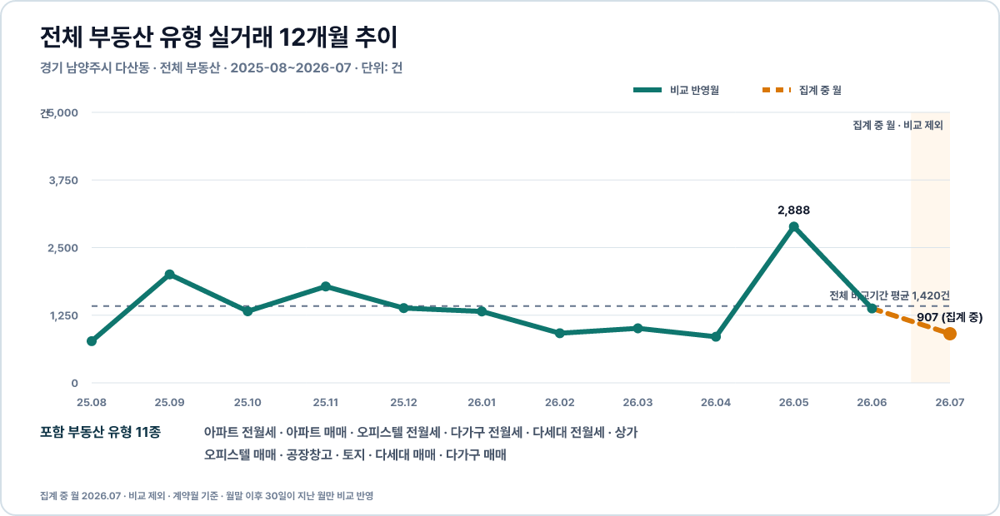 전체 부동산 유형 실거래 12개월 추이
경기 남양주시 다산동 · 전체 부동산 · 2025-08~2026-07 · 단위: 건
비교 반영월
집계 중 월
건
5,000
집계 중 월 · 비교 제외
3,750
2,888
2,500
전체 비교기간 평균 1,420건
1,250
907 (집계 중)
0
25.08 25.09 25.10 25.11 25.12 26.01 26.02 26.03 26.04 26.05 26.06 26.07
포함 부동산 유형 11종
아파트 전월세 · 아파트 매매 · 오피스텔 전월세 · 다가구 전월세 · 다세대 전월세 · 상가
오피스텔 매매 · 공장창고 · 토지 · 다세대 매매 · 다가구 매매
집계 중 월 2026.07 · 비교 제외 · 계약월 기준 · 월말 이후 30일이 지난 월만 비교 반영